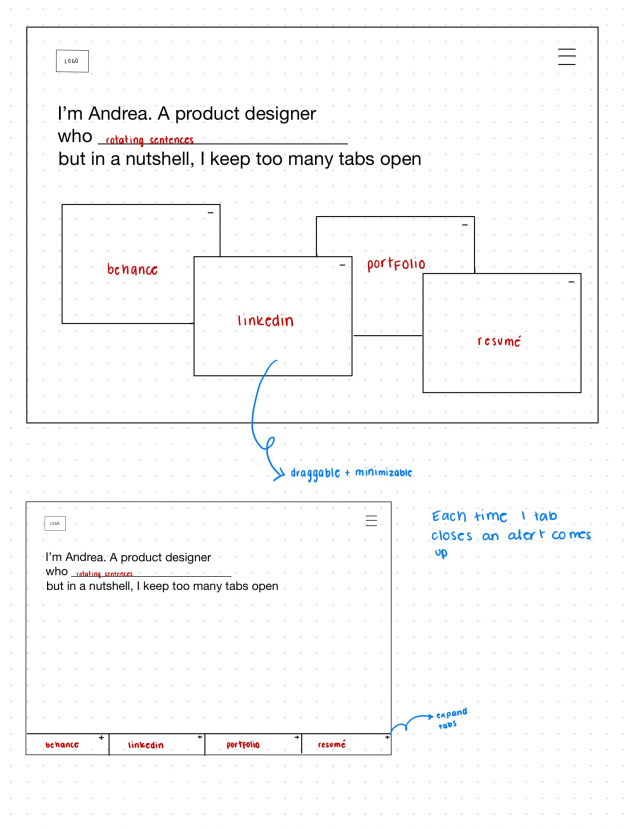 LOGO
I'm Andrea. A product designer
who rotating sentences
but in a nutshell, I keep too many tabs open
behance
portfolio
linkedin
resumé
draggable + minimizable
LOGO
I'm Andrea. A product designer
who rotating sentences
but in a nutshell, I keep too many tabs open
Each time 1 tab
closes an alert comes
up
expand
tabs
behance
linkedin
portfolio
resumé